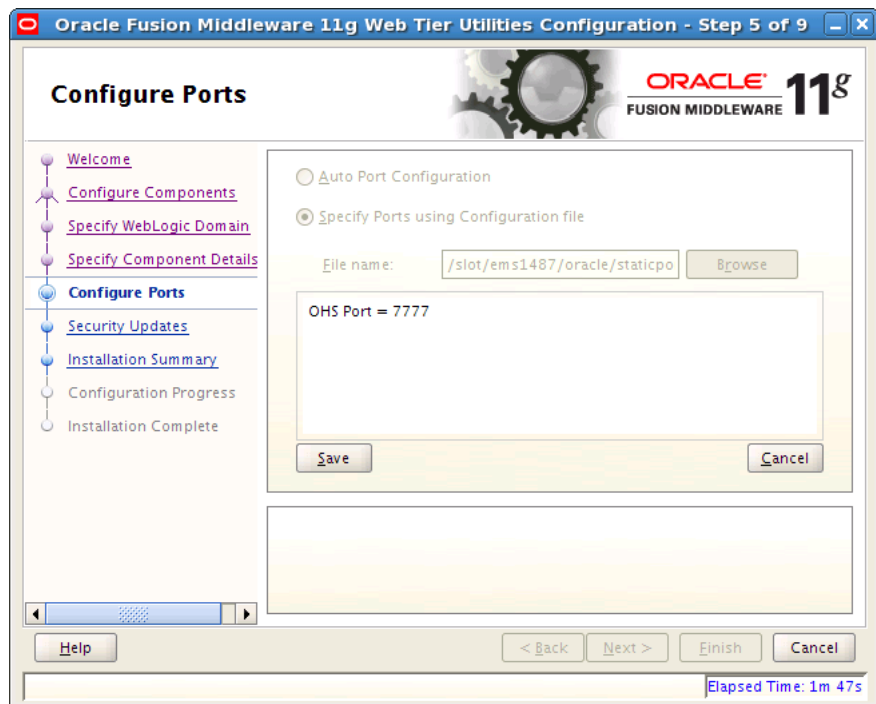 Oracle Fusion Middleware 11g Web Tier Utilities Configuration - Step 5 of 9
Configure Ports
ORACLE
FUSION MIDDLEWARE 11g
Welcome
Configure Components
Specify WebLogic Domain
Specify Component Details
Configure Ports
Security Updates
Installation Summary
Configuration Progress
Installation Complete
Auto Port Configuration
Specify Ports using Configuration file
File name: /slot/ems1487/oracle/staticpo Browse
OHS Port = 7777
Save Cancel
Help < Back Next > Finish Cancel
Elapsed Time: 1m 47s